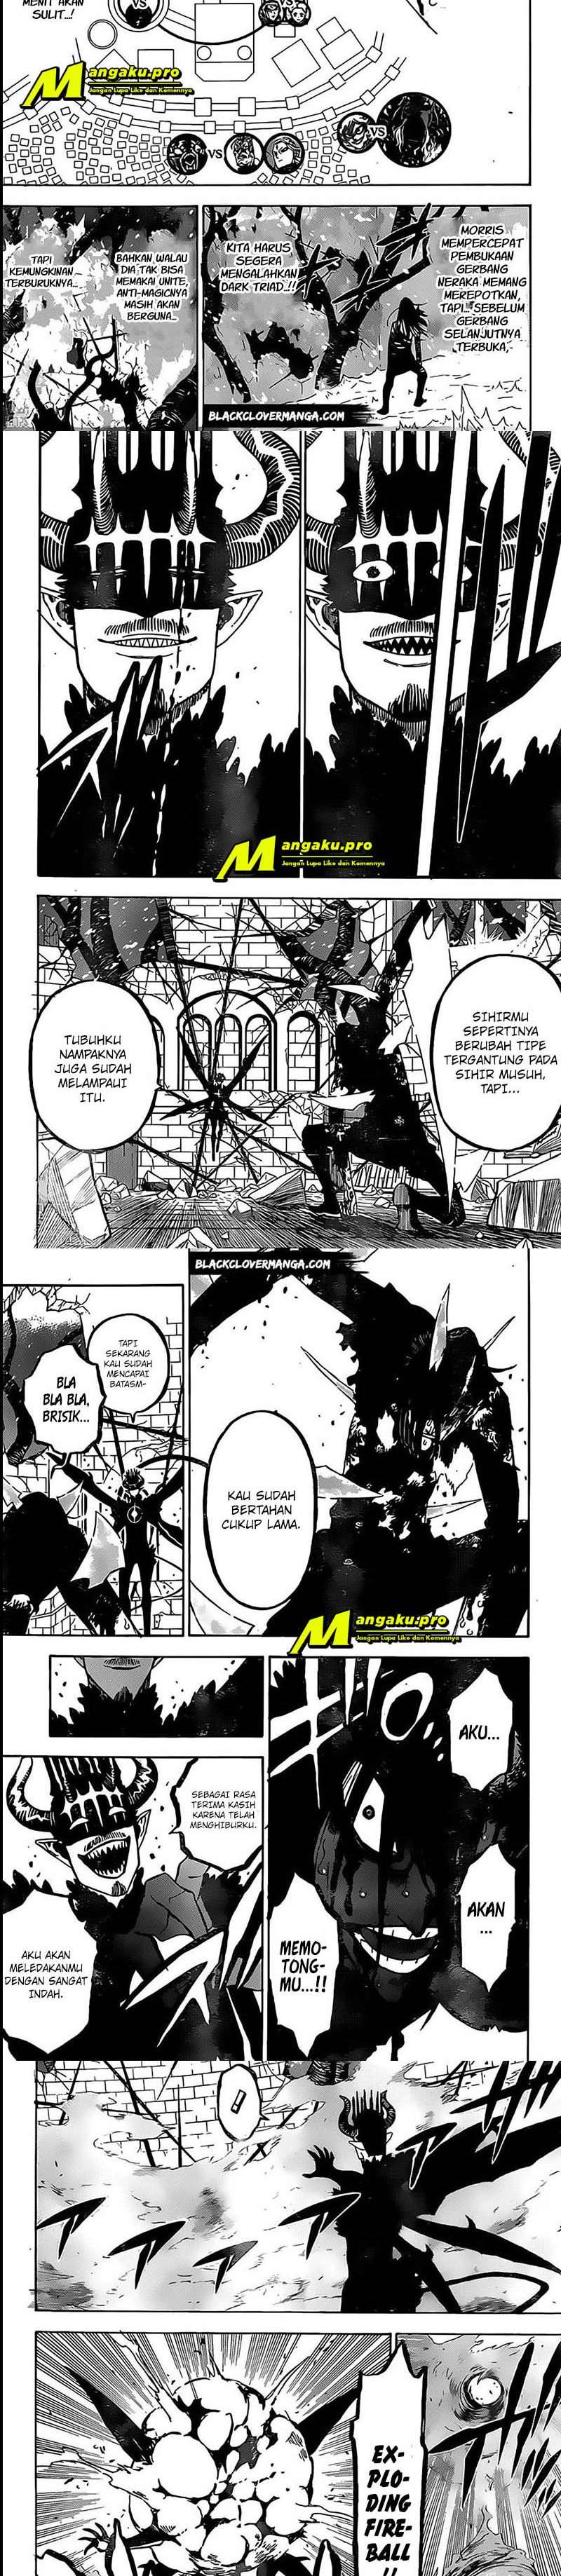 MENIT AKAN
SULIT...!
VS
VS
Mangaku.pro
Jangan Lupa Like dan Komennya
VS
VS
MORRIS
MEMPERCEPAT
PEMBUKAAN
GERBANG
NERAKA MEMANG
MEREPOTKAN,
TAPI... SEBELUM
GERBANG
SELANJUTNYA
TERBUKA,
KITA HARUS
SEGERA
MENGALAHKAN
DARK TRIAD..!!
BAHKAN WALAU
DIA TAK BISA
MEMAKAI UNITE,
ANTI-MAGICNYA
MASIH AKAN
BERGUNA...
TAPI
KEMUNGKINAN
TERBURUKNYA...
BLACKCLOVERMANGA.COM
Mangaku.pro
Jangan Lupa Like dan Komennya
SIHIRMU
SEPERTINYA
BERUBAH TIPE
TERGANTUNG PADA
SIHIR MUSUH,
TAPI...
TUBUHKU
NAMPAKNYA
JUGA SUDAH
MELAMPAUI
ITU.
BLACKCLOVERMANGA.COM
KAU SUDAH
BERTAHAN
CUKUP LAMA.
TAPI
SEKARANG
KAU SUDAH
MENCAPAI
BATASM-
BLA
BLA BLA,
BRISIK...
Mangaku.pro
Jangan Lupa Like dan Komennya
AKU...
AKAN
...
MEMO-
TONG-
MU...!!
SEBAGAI RASA
TERIMA KASIH
KARENA TELAH
MENGHIBURKU.
AKU AKAN
MELEDAKANMU
DENGAN SANGAT
INDAH.
!
EX-
PLO-
DING
FIRE-
BALL
!!